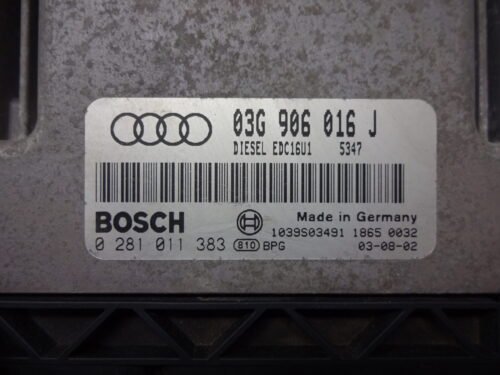 03G 906 016 J
DIESEL EDC16U1 5347
BOSCH
Made in Germany
0 281 011 383 810 BPG
1039S03491 1865 0032
03-08-02